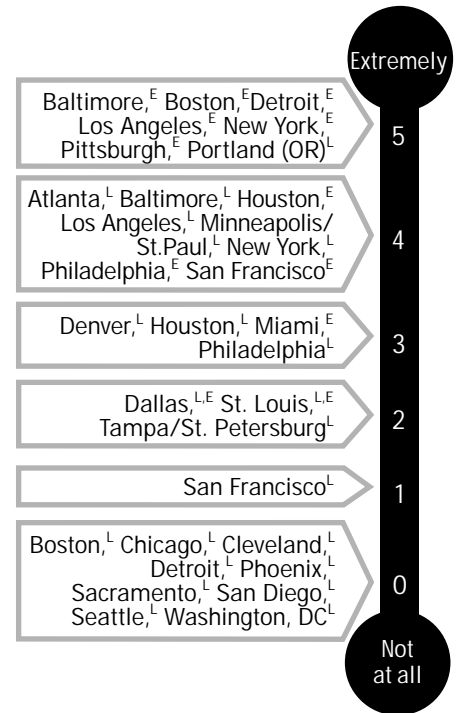 Extremely
Baltimore,ᴱ Boston,ᴱDetroit,ᴱ
Los Angeles,ᴱ New York,ᴱ
Pittsburgh,ᴱ Portland (OR)ᴸ
5
Atlanta,ᴸ Baltimore,ᴸ Houston,ᴱ
Los Angeles,ᴸ Minneapolis/
St.Paul,ᴸ New York,ᴸ
Philadelphia,ᴱ San Franciscoᴱ
4
Denver,ᴸ Houston,ᴸ Miami,ᴱ
Philadelphiaᴸ
3
Dallas,ᴸ,ᴱ St. Louis,ᴸ,ᴱ
Tampa/St. Petersburgᴸ
2
San Franciscoᴸ
1
Boston,ᴸ Chicago,ᴸ Cleveland,ᴸ
Detroit,ᴸ Phoenix,ᴸ
Sacramento,ᴸ San Diego,ᴸ
Seattle,ᴸ Washington, DCᴸ
0
Not
at all